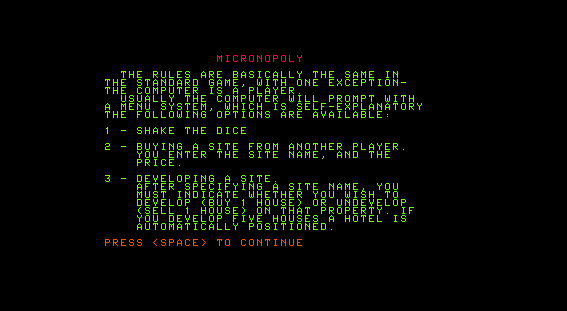 MICRONOPOLY
THE RULES ARE BASICALLY THE SAME IN
THE STANDARD GAME, WITH ONE EXCEPTION-
THE COMPUTER IS A PLAYER.
USUALLY THE COMPUTER WILL PROMPT WITH
A MENU SYSTEM, WHICH IS SELF-EXPLANATORY
THE FOLLOWING OPTIONS ARE AVAILABLE:
1 - SHAKE THE DICE
2 - BUYING A SITE FROM ANOTHER PLAYER.
YOU ENTER THE SITE NAME, AND THE
PRICE.
3 - DEVELOPING A SITE.
AFTER SPECIFYING A SITE NAME, YOU
MUST INDICATE WHETHER YOU WISH TO
DEVELOP (BUY 1 HOUSE) OR UNDEVELOP
(SELL 1 HOUSE) ON THAT PROPERTY. IF
YOU DEVELOP FIVE HOUSES A HOTEL IS
AUTOMATICALLY POSITIONED.
PRESS <SPACE> TO CONTINUE